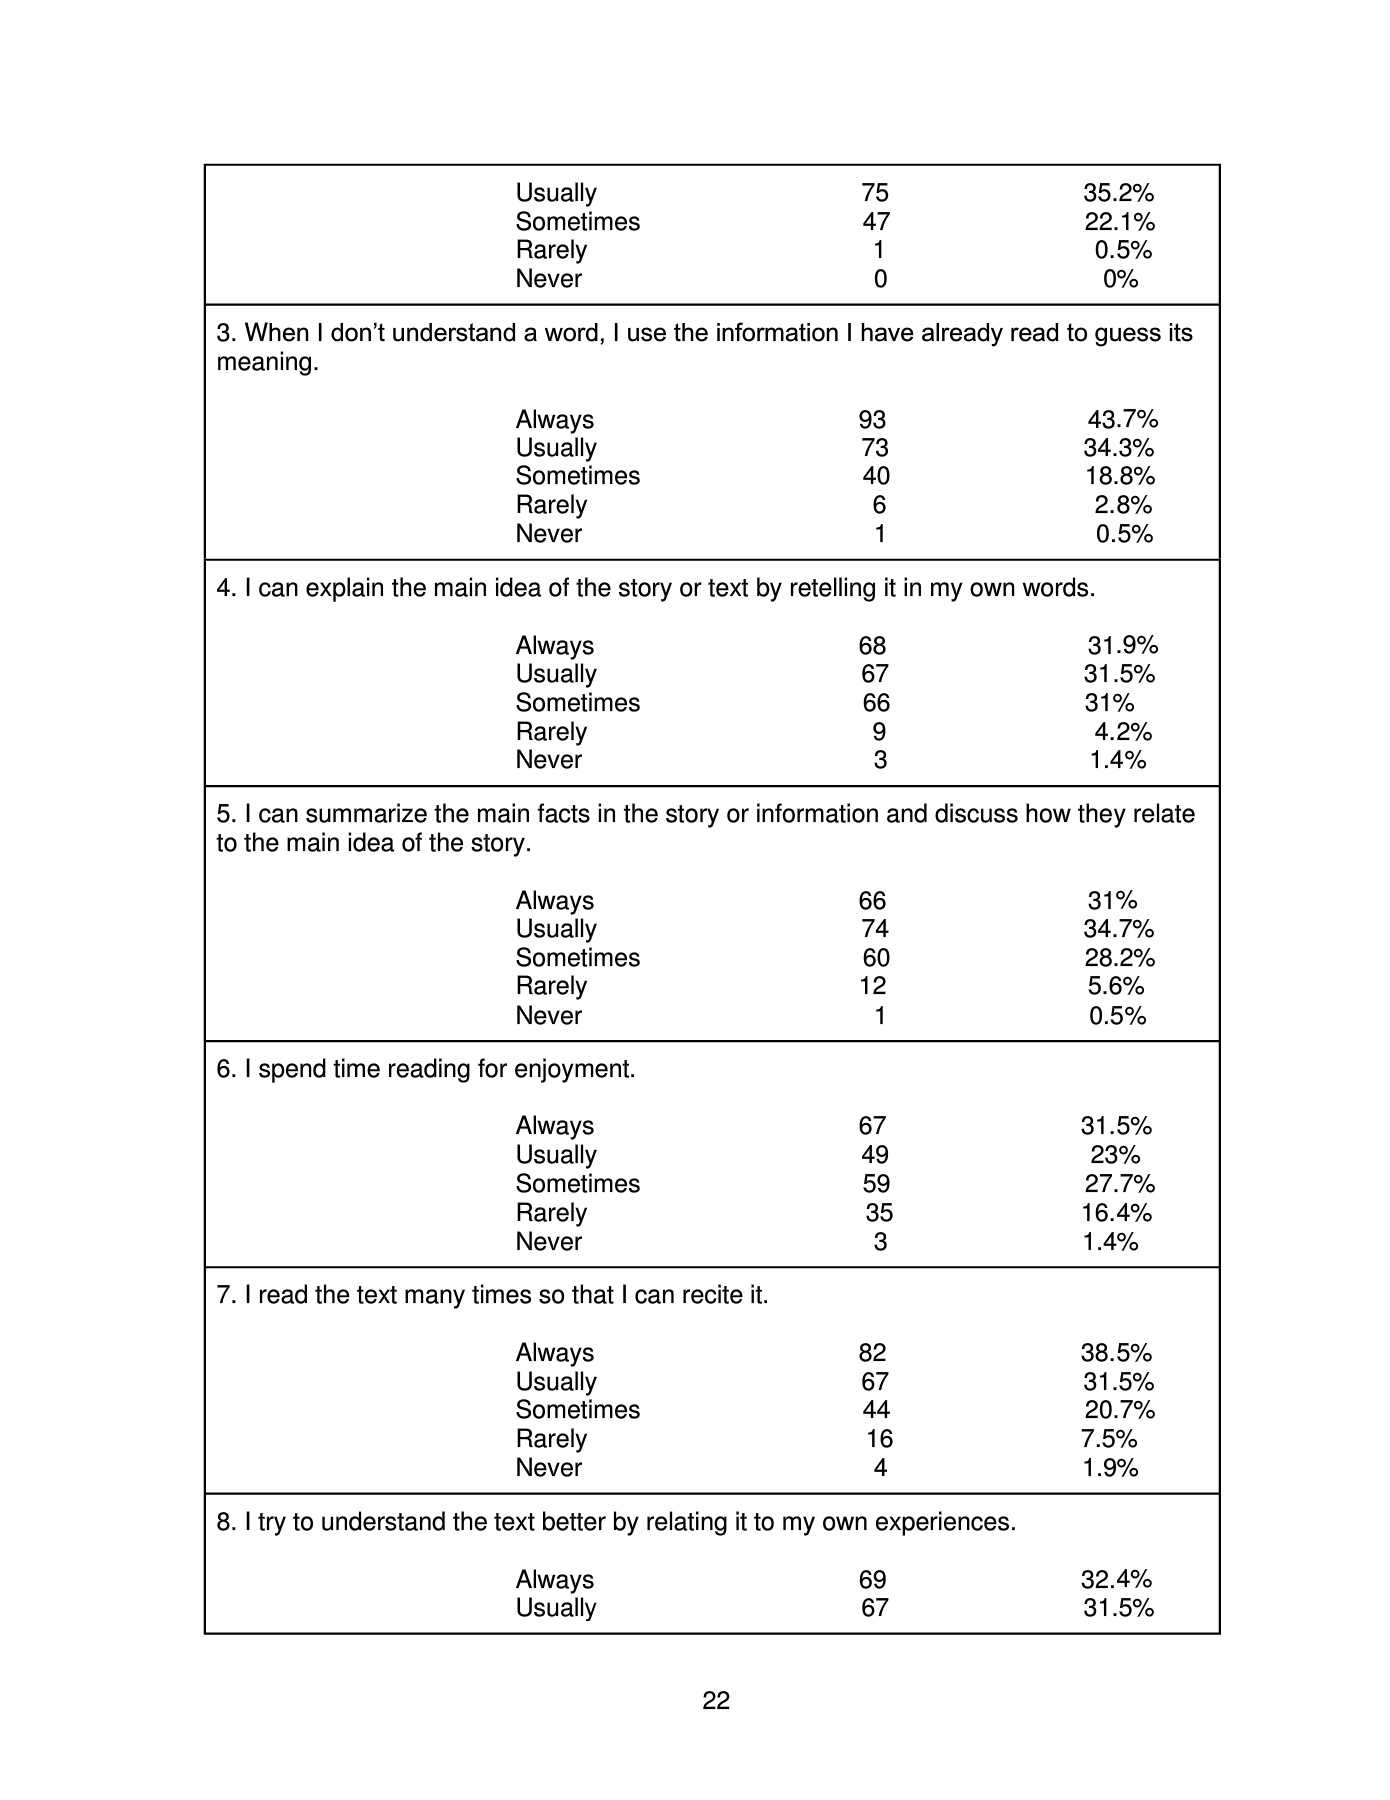 Usually 75 35.2%
Sometimes 47 22.1%
Rarely 1 0.5%
Never 0 0%
3. When I don’t understand a word, I use the information I have already read to guess its
meaning.
Always 93 43.7%
Usually 73 34.3%
Sometimes 40 18.8%
Rarely 6 2.8%
Never 1 0.5%
4. I can explain the main idea of the story or text by retelling it in my own words.
Always 68 31.9%
Usually 67 31.5%
Sometimes 66 31%
Rarely 9 4.2%
Never 3 1.4%
5. I can summarize the main facts in the story or information and discuss how they relate
to the main idea of the story.
Always 66 31%
Usually 74 34.7%
Sometimes 60 28.2%
Rarely 12 5.6%
Never 1 0.5%
6. I spend time reading for enjoyment.
Always 67 31.5%
Usually 49 23%
Sometimes 59 27.7%
Rarely 35 16.4%
Never 3 1.4%
7. I read the text many times so that I can recite it.
Always 82 38.5%
Usually 67 31.5%
Sometimes 44 20.7%
Rarely 16 7.5%
Never 4 1.9%
8. I try to understand the text better by relating it to my own experiences.
Always 69 32.4%
Usually 67 31.5%
22